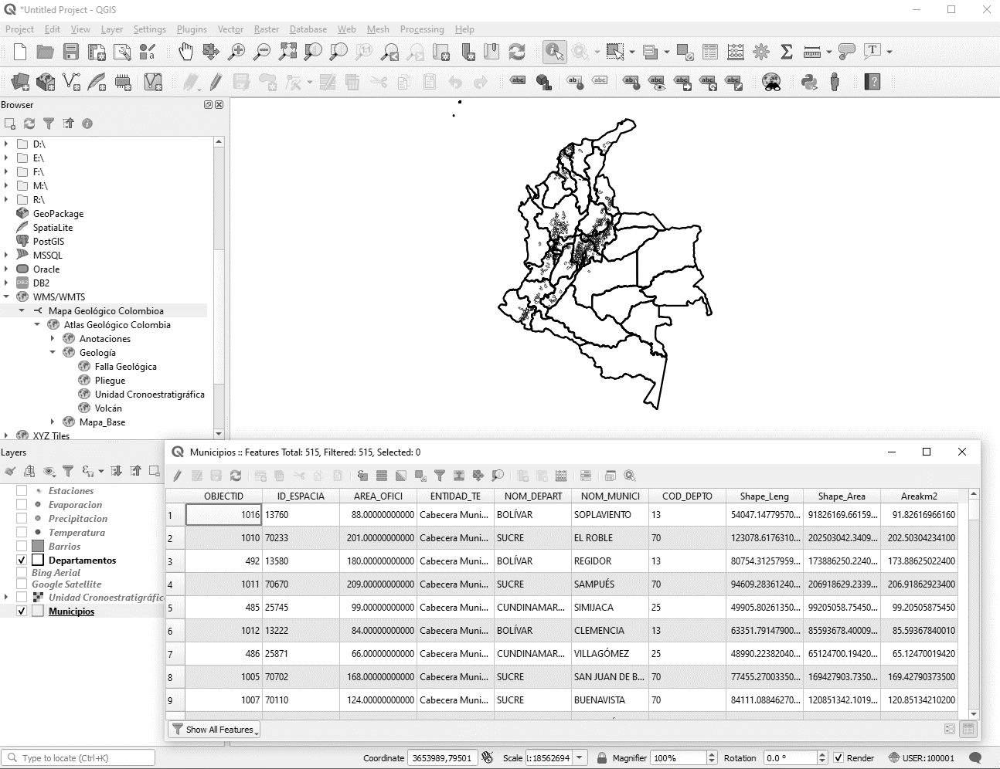 *Untitled Project - QGIS
Project Edit View Layer Settings Plugins Vector Raster Database Web Mesh Processing Help
Browser
D:\
E:\
F:\
M:\
R:\
GeoPackage
SpatiaLite
PostGIS
MSSQL
Oracle
DB2
WMS/WMTS
Mapa Geológico Colombioa
Atlas Geológico Colombia
Anotaciones
Geología
Falla Geológica
Pliegue
Unidad Cronoestratigráfica
Volcán
Mapa_Base
XYZ Tiles
Layers
Estaciones
Evaporacion
Precipitacion
Temperatura
Barrios
Departamentos
Bing Aerial
Google Satellite
Unidad Cronoestratigráfic
Municipios
Municipios :: Features Total: 515, Filtered: 515, Selected: 0
OBJECTID ID_ESPACIA AREA_OFICI ENTIDAD_TE NOM_DEPART NOM_MUNICI COD_DEPTO Shape_Leng Shape_Area Areakm2
1 1016 13760 88.00000000000 Cabecera Muni... BOLÍVAR SOPLAVIENTO 13 54047.14779570... 91826169.66159... 91.82616966160
2 1010 70233 201.00000000000 Cabecera Muni... SUCRE EL ROBLE 70 123078.6176310... 202503042.3409... 202.50304234100
3 492 13580 180.00000000000 Cabecera Muni... BOLÍVAR REGIDOR 13 80754.31257959... 173886250.2240... 173.88625022400
4 1011 70670 209.00000000000 Cabecera Muni... SUCRE SAMPUÉS 70 94609.28361240... 206918629.2339... 206.91862923400
5 485 25745 99.00000000000 Cabecera Muni... CUNDINAMAR... SIMIJACA 25 49905.80261350... 99205058.75450... 99.20505875450
6 1012 13222 84.00000000000 Cabecera Muni... BOLÍVAR CLEMENCIA 13 63351.79147900... 85593678.40009... 85.59367840010
7 486 25871 66.00000000000 Cabecera Muni... CUNDINAMAR... VILLAGÓMEZ 25 48990.22382040... 65124700.19420... 65.12470019420
8 1005 70702 168.00000000000 Cabecera Muni... SUCRE SAN JUAN DE B... 70 77455.27003350... 169427903.7350... 169.42790373500
9 1007 70110 124.00000000000 Cabecera Muni... SUCRE BUENAVISTA 70 84111.08846270... 120851342.1019... 120.85134210200
Show All Features
Type to locate (Ctrl+K) Coordinate 3653989,79501 Scale 1:18562694 Magnifier 100% Rotation 0.0 ° Render USER:100001